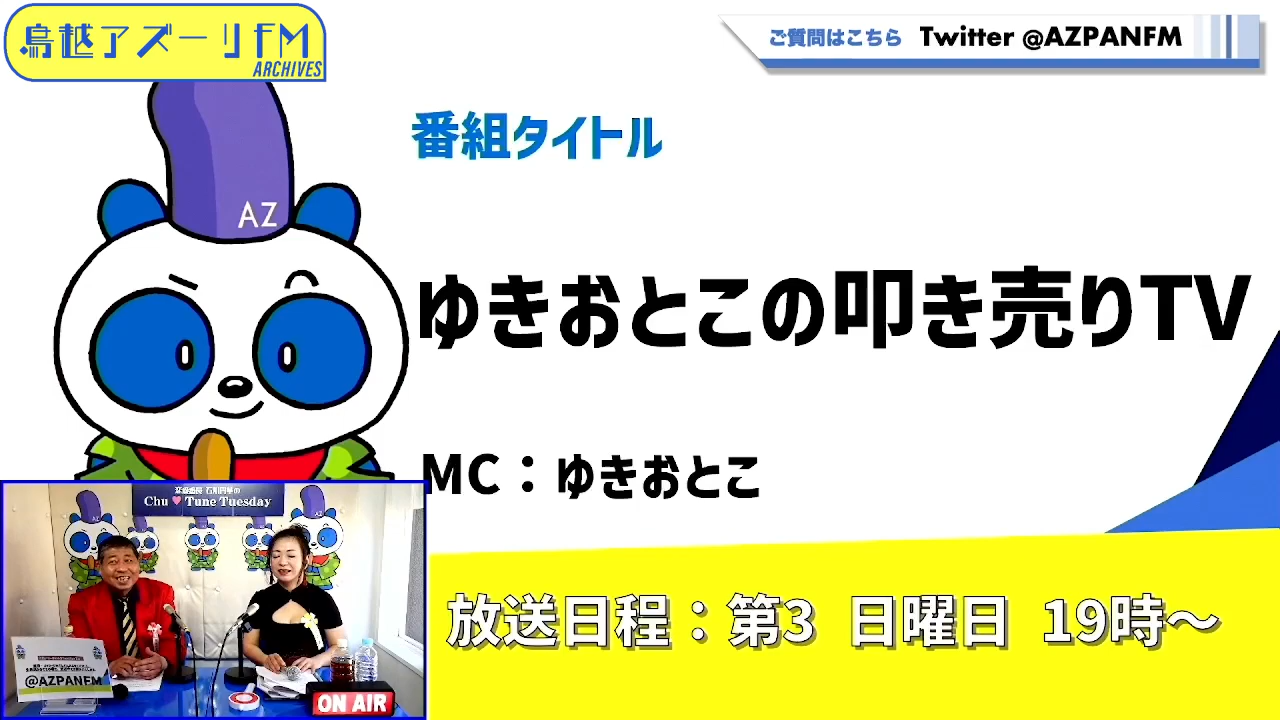 鳥越アズーリFM
ARCHIVES
ご質問はこちら Twitter @AZPANFM
AZ
番組タイトル
ゆきおとこの叩き売りTV
MC：ゆきおとこ
放送日程：第3 日曜日 19時～
Chu ♥ Tune Tuesday
AZ
AZ
@AZPANFM
ON AIR